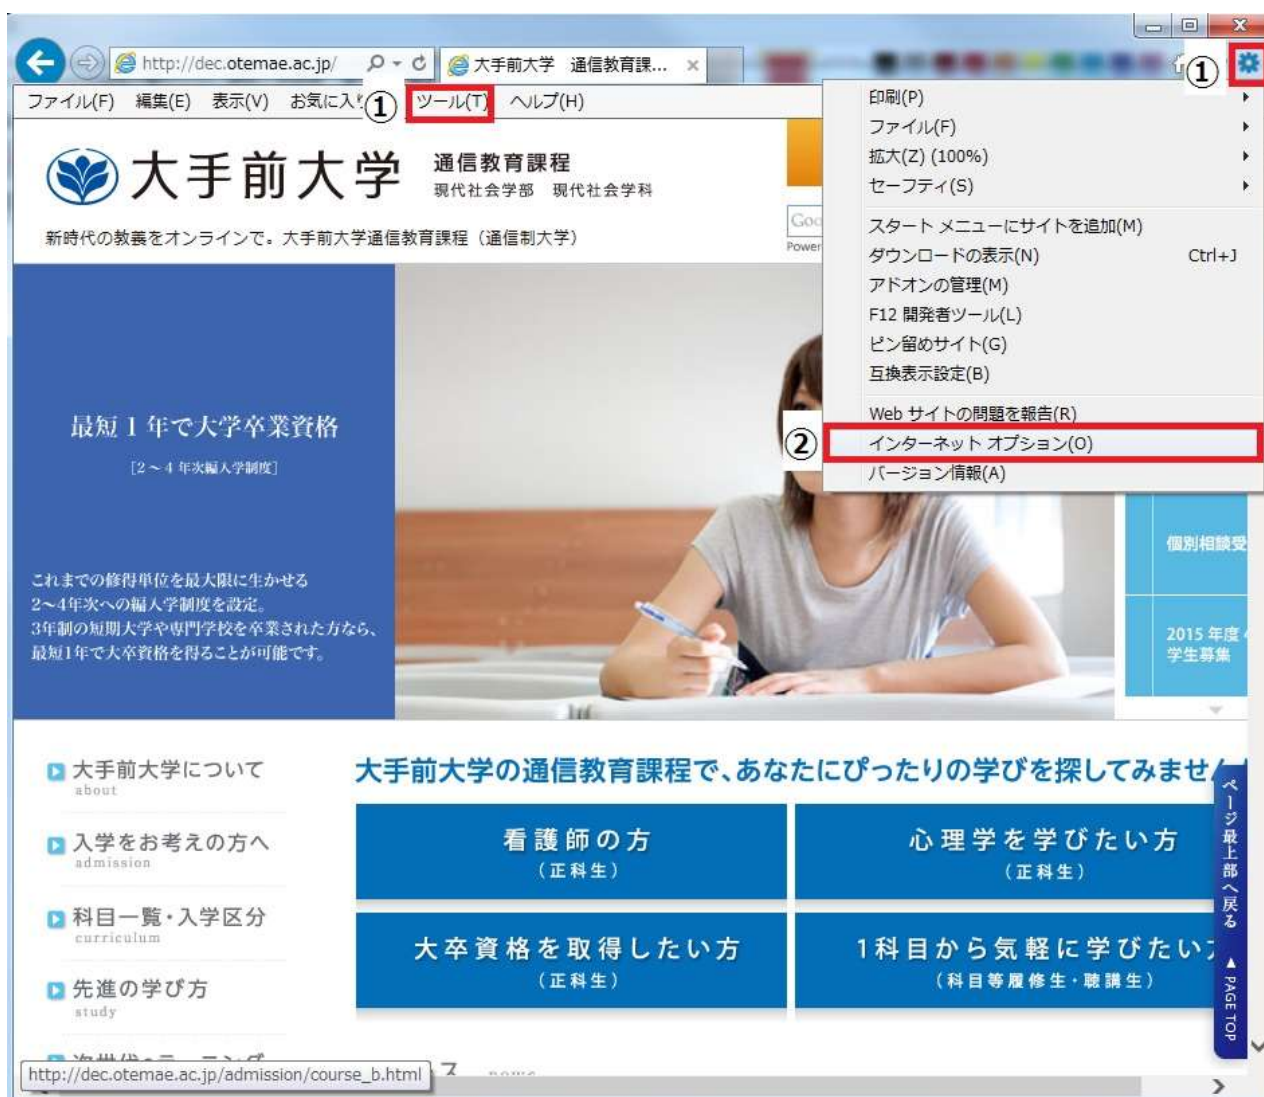 http://dec.otemae.ac.jp/
大手前大学　通信教育課...
①
ファイル(F) 編集(E) 表示(V) お気に入り
①
ツール(T)
ヘルプ(H)
印刷(P)
ファイル(F)
拡大(Z) (100%)
セーフティ(S)
スタート メニューにサイトを追加(M)
ダウンロードの表示(N) Ctrl+J
アドオンの管理(M)
F12 開発者ツール(L)
ピン留めサイト(G)
互換表示設定(B)
Web サイトの問題を報告(R)
②
インターネット オプション(O)
バージョン情報(A)
大手前大学
通信教育課程
現代社会学部　現代社会学科
Goo
Power
新時代の教養をオンラインで。大手前大学通信教育課程（通信制大学）
最短 1 年で大学卒業資格
［2～4 年次編入学制度］
これまでの修得単位を最大限に生かせる
2～4年次への編入学制度を設定。
3年制の短期大学や専門学校を卒業された方なら、
最短1年で大卒資格を得ることが可能です。
個別相談受
2015 年度
学生募集
大手前大学について
about
入学をお考えの方へ
admission
科目一覧・入学区分
curriculum
先進の学び方
study
大手前大学の通信教育課程で、あなたにぴったりの学びを探してみませ
看護師の方
（正科生）
心理学を学びたい方
（正科生）
大卒資格を取得したい方
（正科生）
1科目から気軽に学びたい
（科目等履修生・聴講生）
ページ最上部へ戻る ▲ PAGE TOP
http://dec.otemae.ac.jp/admission/course_b.html